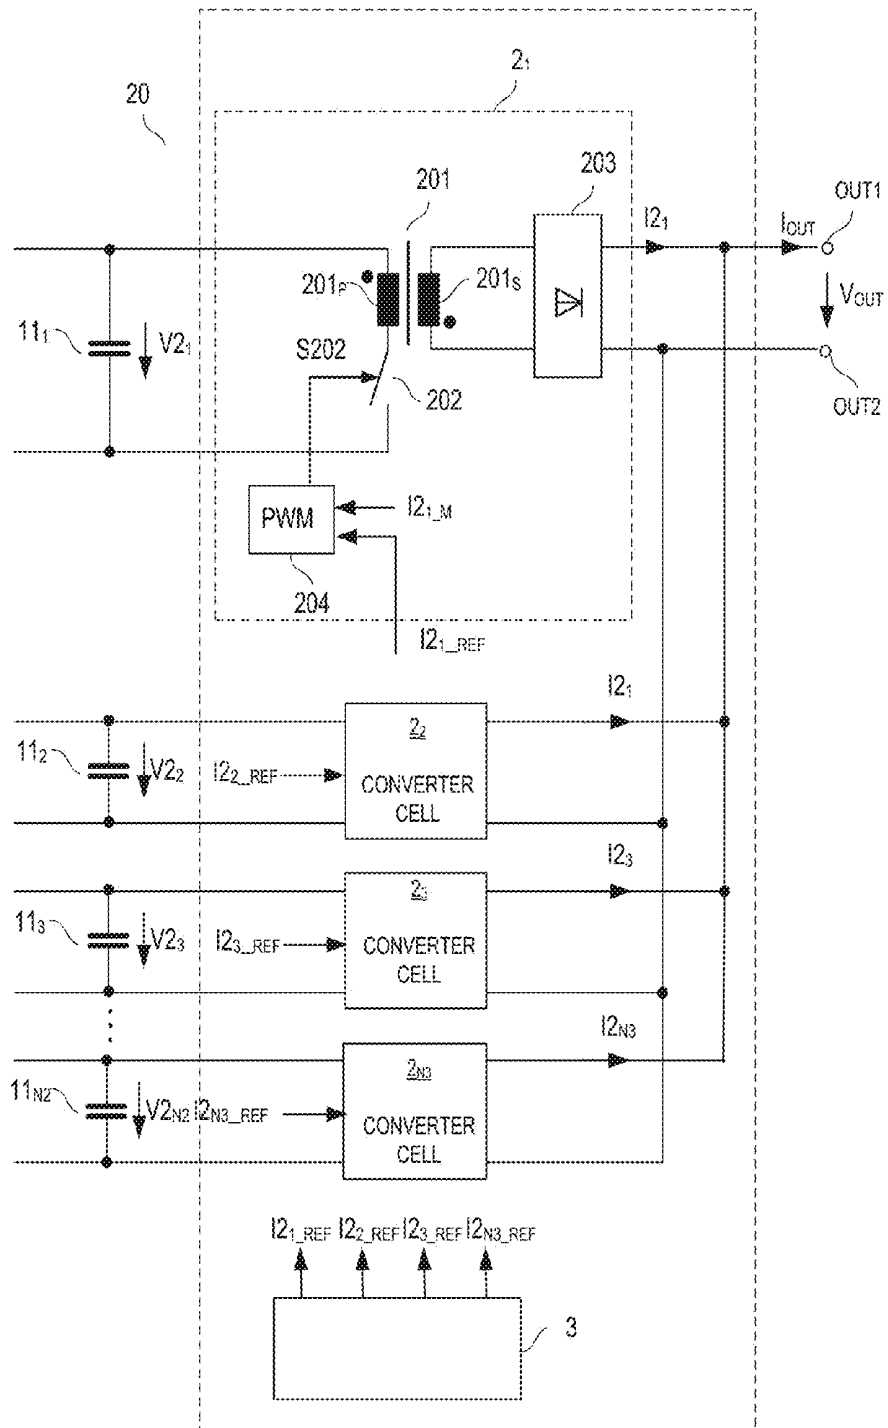 2₁
20
201
203
OUT1
I2₁
I_OUT
201_P
201_S
V_OUT
11₁
V2₁
S202
202
OUT2
PWM
I2₁_M
204
I2₁_REF
I2₁
2₂
11₂
V2₂
I2₂_REF
CONVERTER
CELL
I2₃
2₃
11₃
V2₃
I2₃_REF
CONVERTER
CELL
I2_N3
2_N3
11_N2
V2_N2 I2_N3_REF
CONVERTER
CELL
I2₁_REF I2₂_REF I2₃_REF I2_N3_REF
3